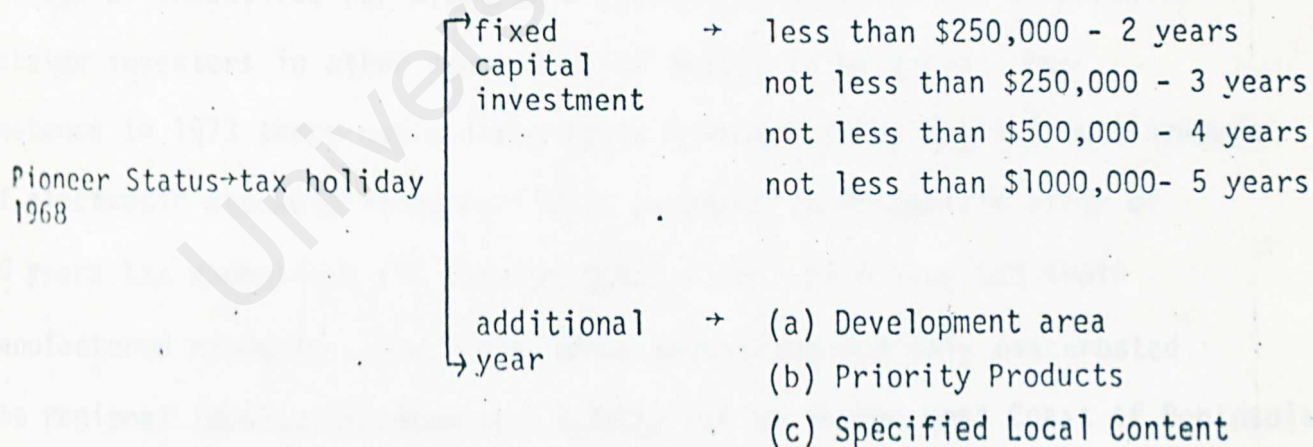 fixed → less than $250,000 - 2 years
capital
investment not less than $250,000 - 3 years
not less than $500,000 - 4 years
not less than $1000,000- 5 years
Pioneer Status→tax holiday
1968
additional → (a) Development area
year
(b) Priority Products
(c) Specified Local Content
Univers